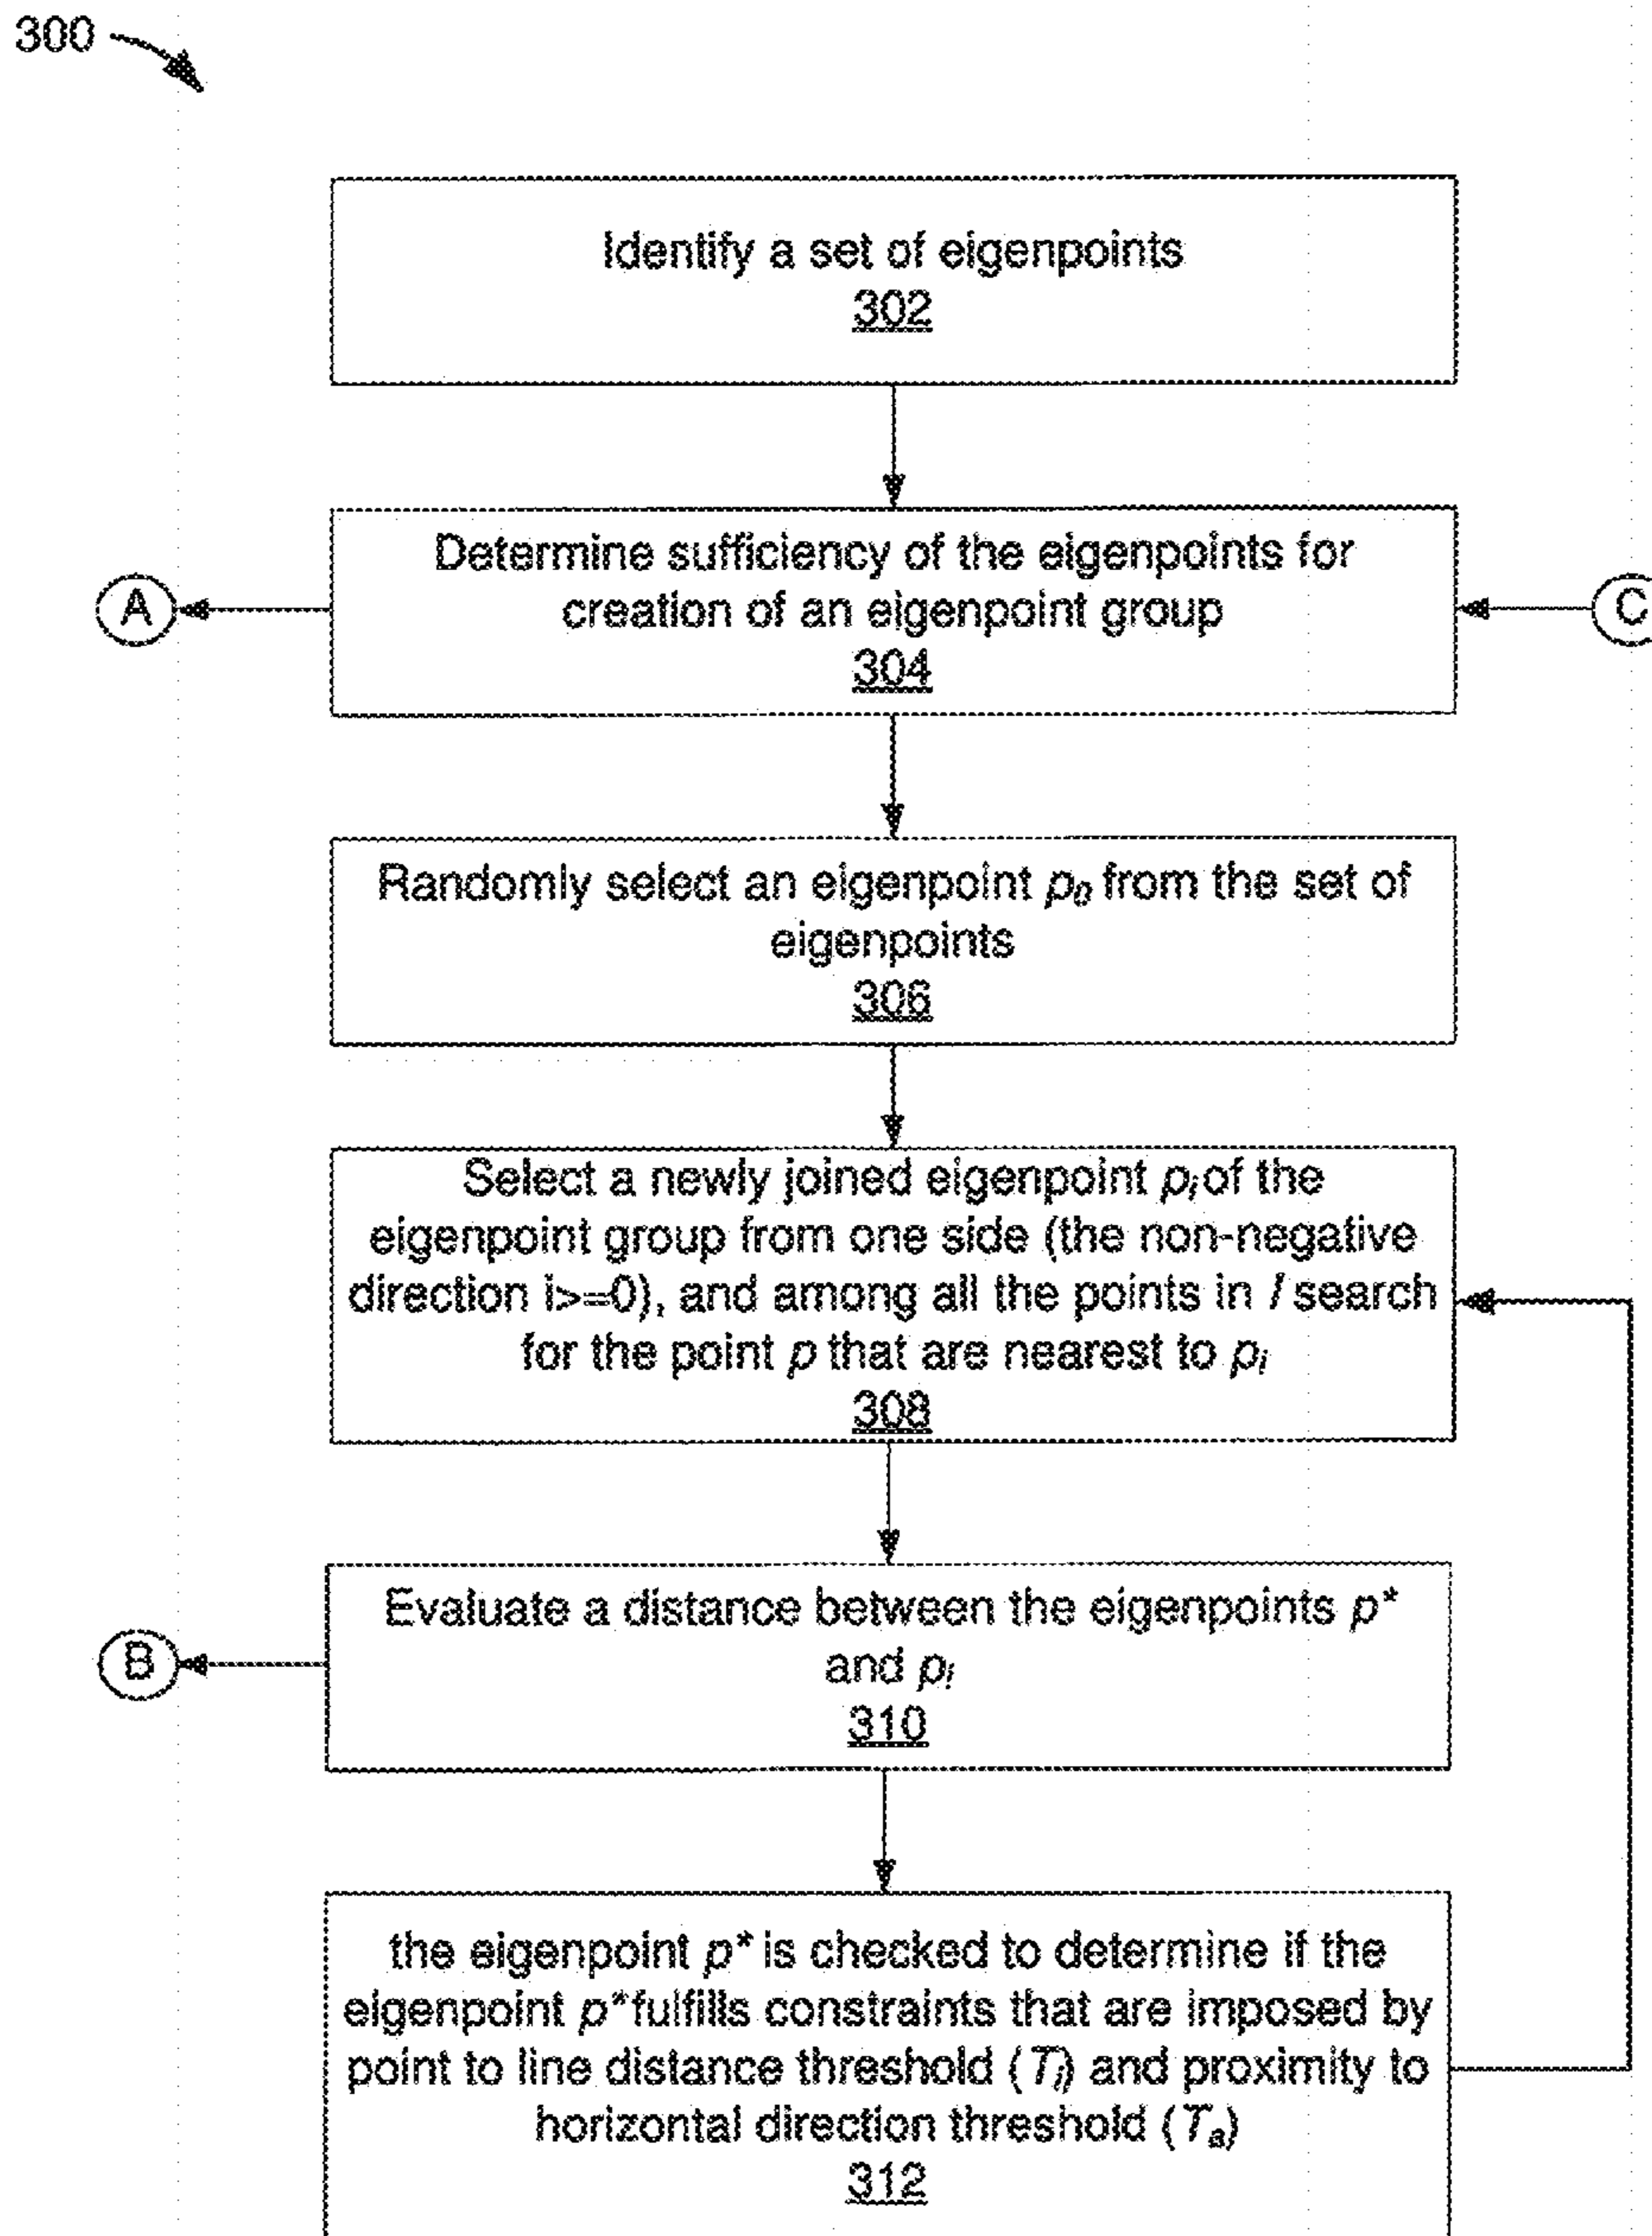 300
Identify a set of eigenpoints
302
Determine sufficiency of the eigenpoints for
creation of an eigenpoint group
304
A
C
Randomly select an eigenpoint p0 from the set of
eigenpoints
306
Select a newly joined eigenpoint pi of the
eigenpoint group from one side (the non-negative
direction i>=0), and among all the points in I search
for the point p that are nearest to pi
308
Evaluate a distance between the eigenpoints p*
and pi
310
B
the eigenpoint p* is checked to determine if the
eigenpoint p* fulfills constraints that are imposed by
point to line distance threshold (Tl) and proximity to
horizontal direction threshold (Ta)
312